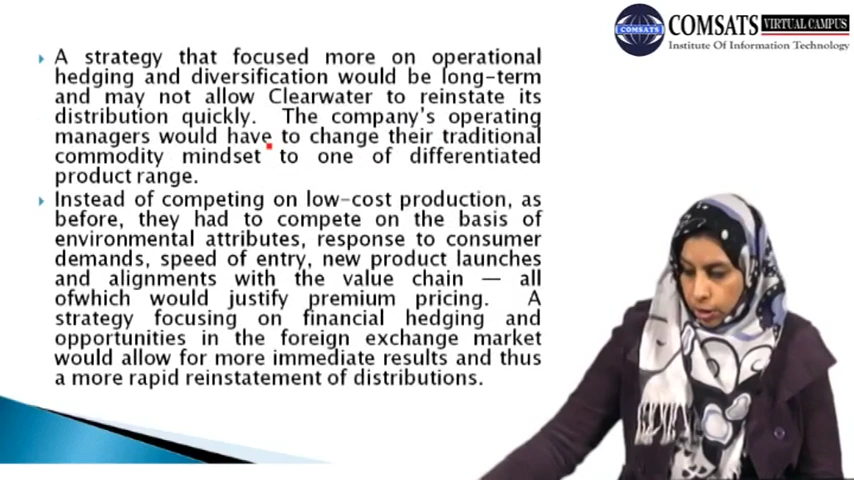 COMSATS VIRTUAL CAMPUS
Institute Of Information Technology
COMSATS
A strategy that focused more on operational
hedging and diversification would be long-term
and may not allow Clearwater to reinstate its
distribution quickly. The company's operating
managers would have to change their traditional
commodity mindset to one of differentiated
product range.
Instead of competing on low-cost production, as
before, they had to compete on the basis of
environmental attributes, response to consumer
demands, speed of entry, new product launches
and alignments with the value chain — all
ofwhich would justify premium pricing. A
strategy focusing on financial hedging and
opportunities in the foreign exchange market
would allow for more immediate results and thus
a more rapid reinstatement of distributions.